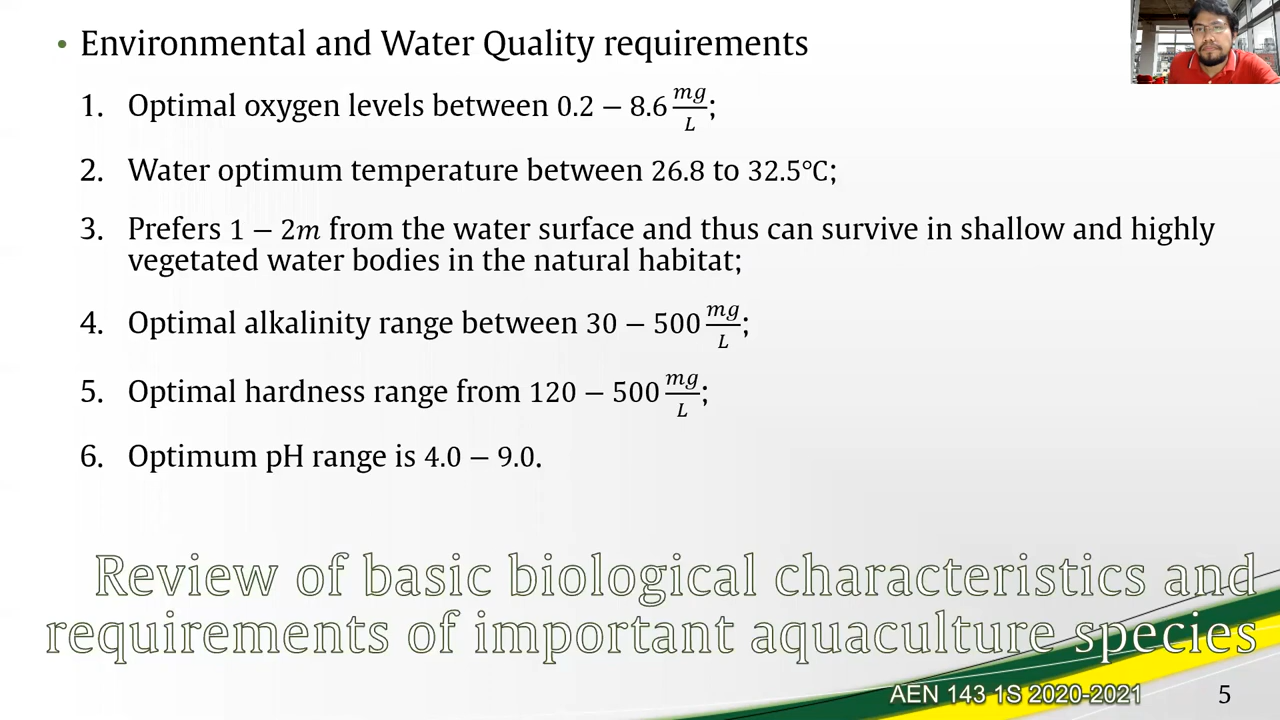 • Environmental and Water Quality requirements
1. Optimal oxygen levels between 0.2 – 8.6 mg/L;
2. Water optimum temperature between 26.8 to 32.5℃;
3. Prefers 1 – 2m from the water surface and thus can survive in shallow and highly
vegetated water bodies in the natural habitat;
4. Optimal alkalinity range between 30 – 500 mg/L;
5. Optimal hardness range from 120 – 500 mg/L;
6. Optimum pH range is 4.0 – 9.0.
Review of basic biological characteristics and
requirements of important aquaculture species
AEN 143 1S 2020-2021
5